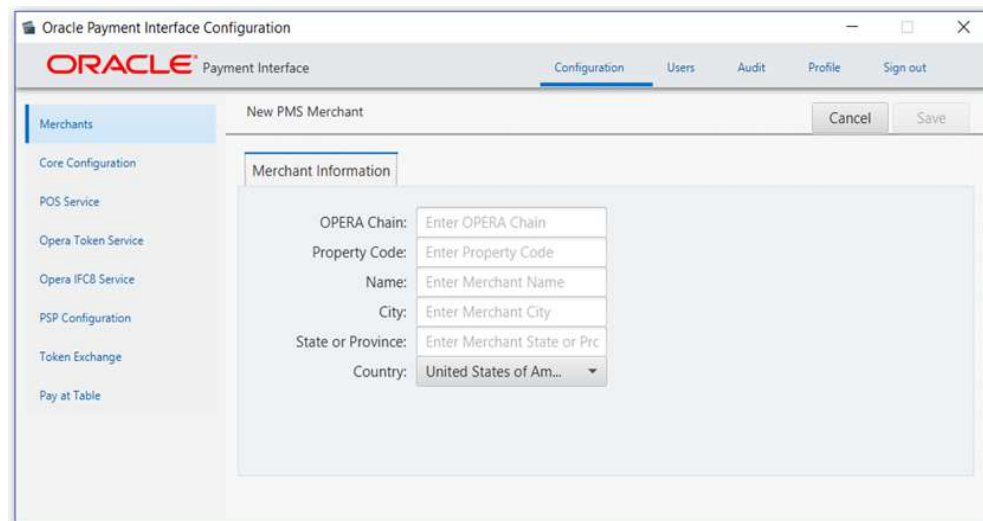 Oracle Payment Interface Configuration
ORACLE Payment Interface
Configuration Users Audit Profile Sign out
Merchants
Core Configuration
POS Service
Opera Token Service
Opera IFC8 Service
PSP Configuration
Token Exchange
Pay at Table
New PMS Merchant
Cancel Save
Merchant Information
OPERA Chain: Enter OPERA Chain
Property Code: Enter Property Code
Name: Enter Merchant Name
City: Enter Merchant City
State or Province: Enter Merchant State or Prc
Country: United States of Am...